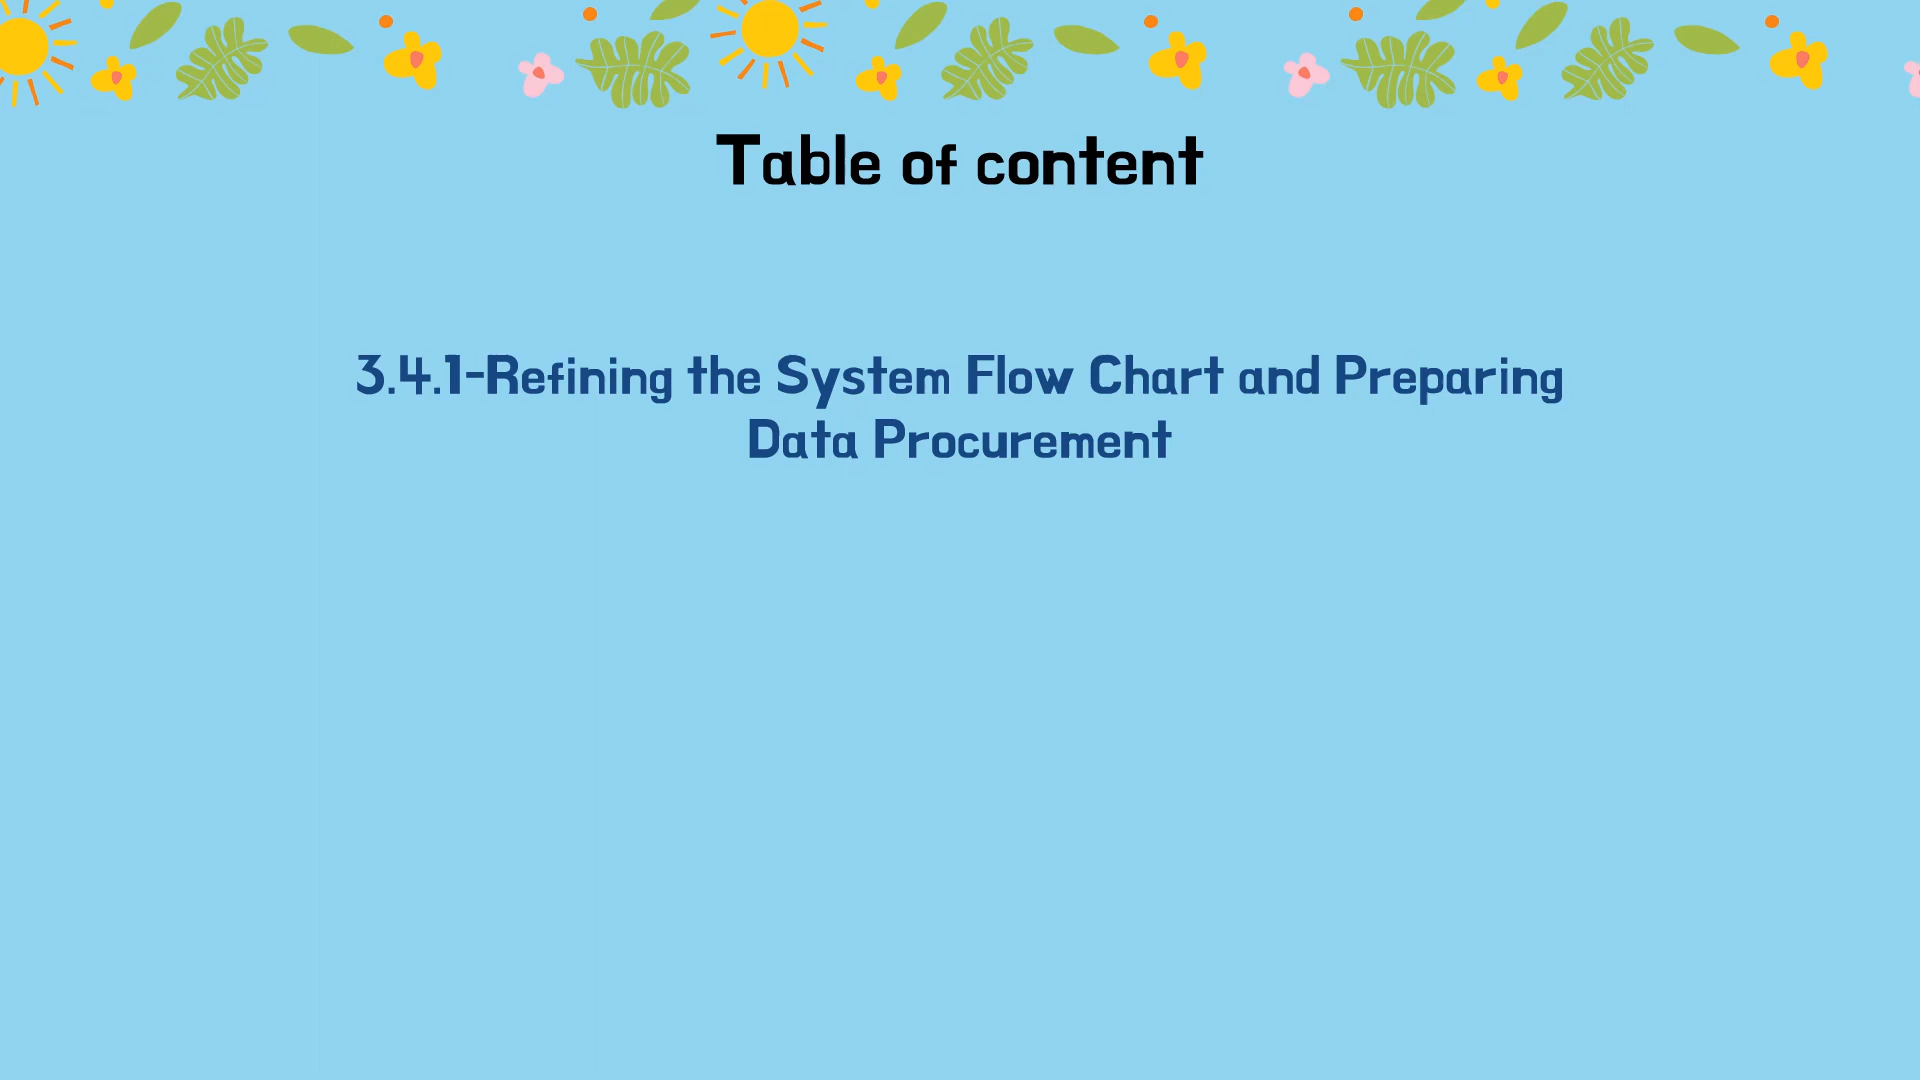 Table of content
3.4.1-Refining the System Flow Chart and Preparing
Data Procurement